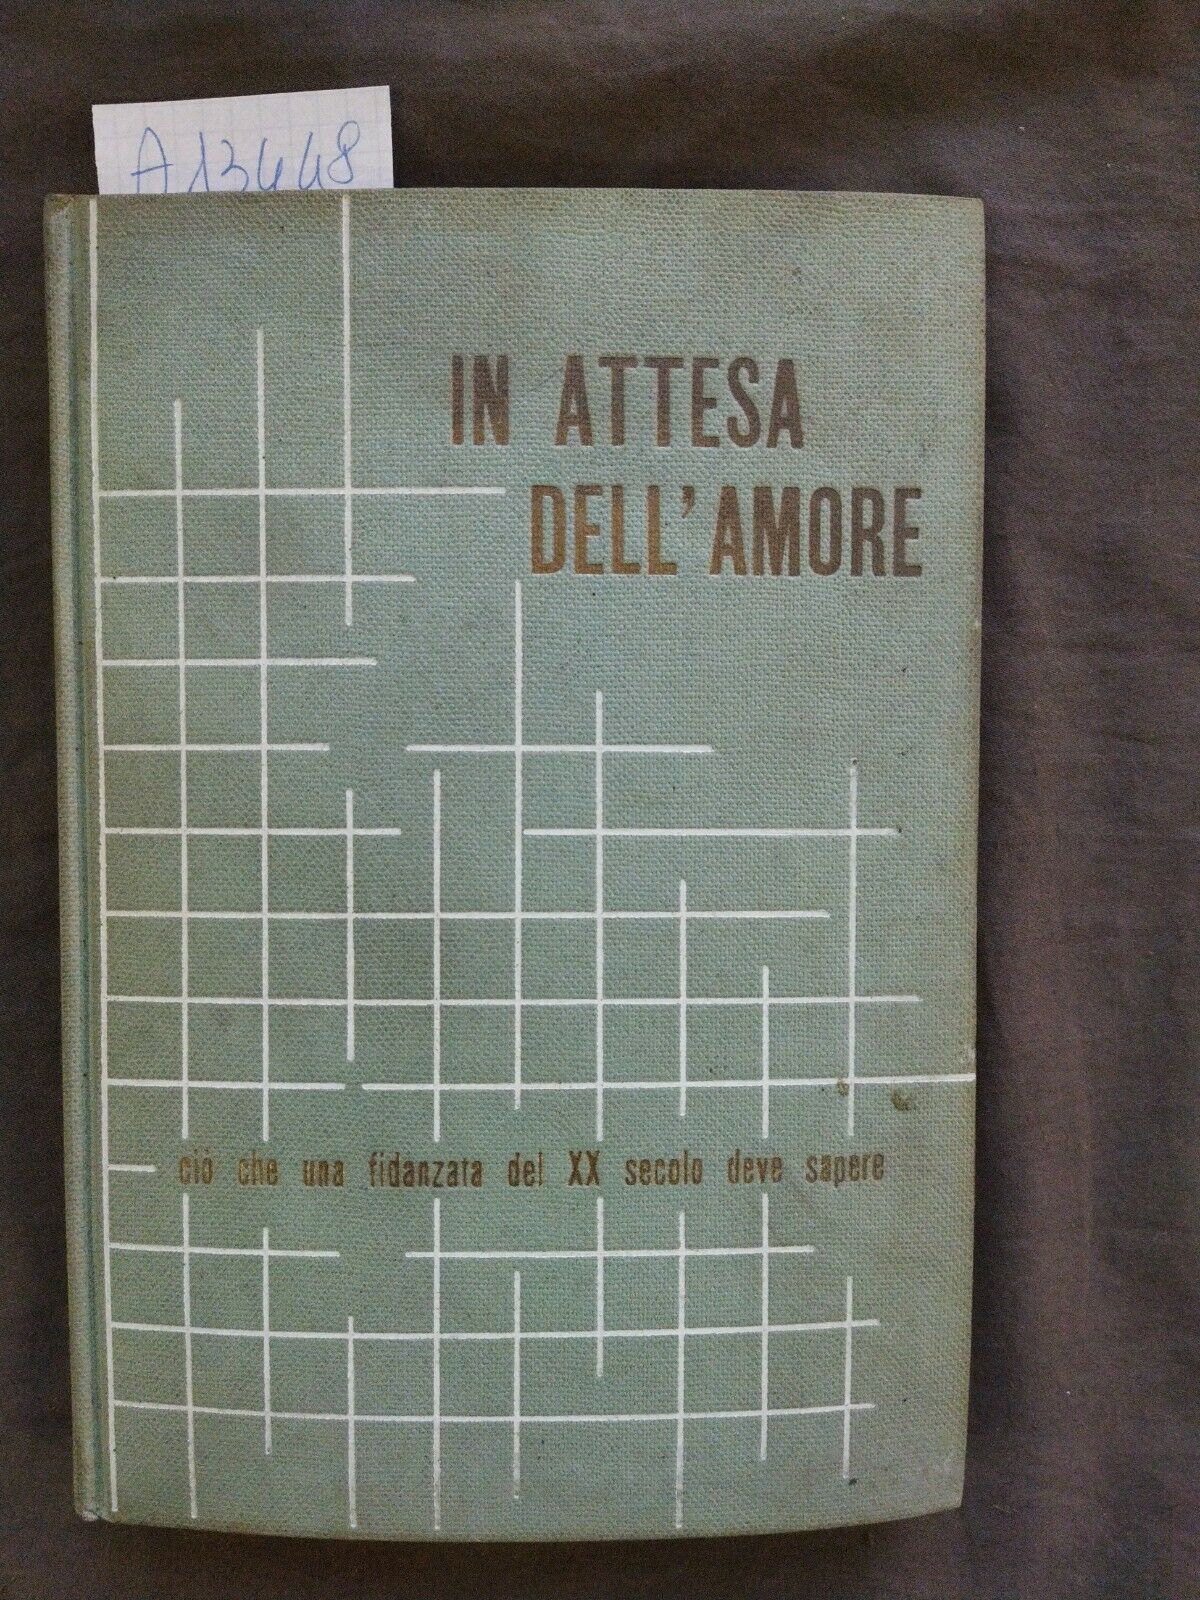 A13448
IN ATTESA
DELL'AMORE
ciò che una fidanzata del XX secolo deve sapere